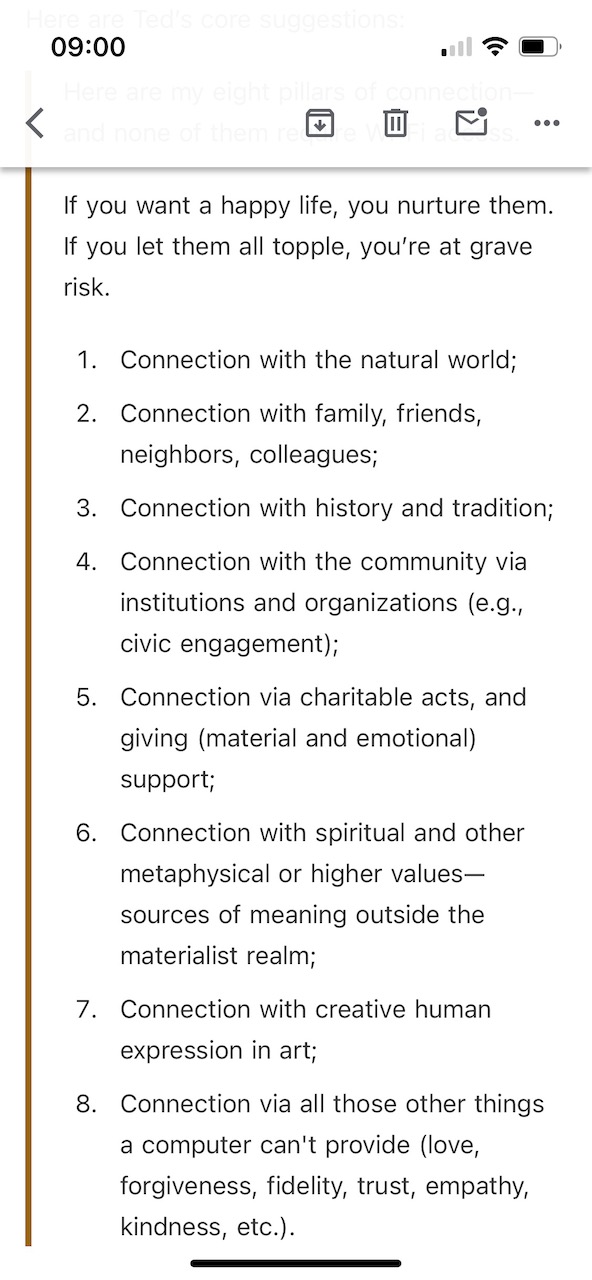 Here are Ted's core suggestions:
09:00
Here are my eight pillars of connection—
and none of them require Wi-Fi access.
If you want a happy life, you nurture them.
If you let them all topple, you’re at grave
risk.
1. Connection with the natural world;
2. Connection with family, friends,
neighbors, colleagues;
3. Connection with history and tradition;
4. Connection with the community via
institutions and organizations (e.g.,
civic engagement);
5. Connection via charitable acts, and
giving (material and emotional)
support;
6. Connection with spiritual and other
metaphysical or higher values—
sources of meaning outside the
materialist realm;
7. Connection with creative human
expression in art;
8. Connection via all those other things
a computer can't provide (love,
forgiveness, fidelity, trust, empathy,
kindness, etc.).